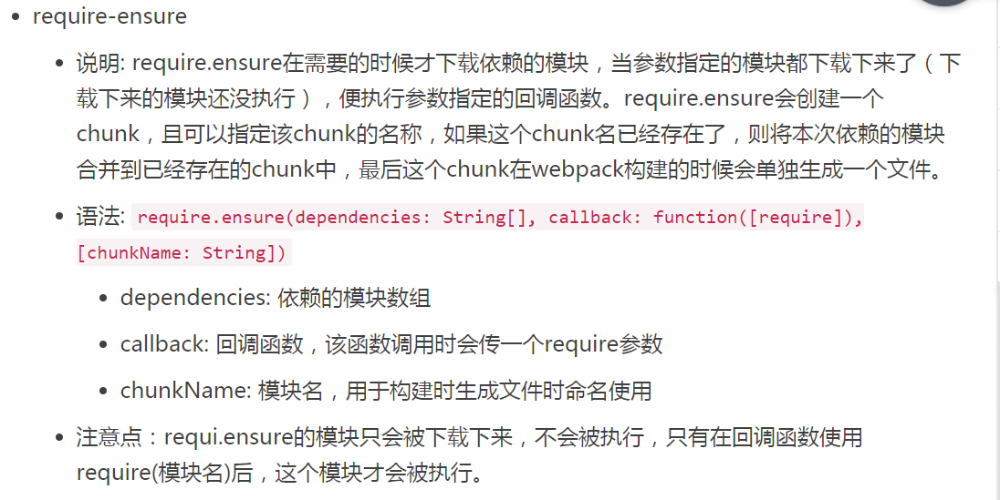 require-ensure
说明: require.ensure在需要的时候才下载依赖的模块，当参数指定的模块都下载下来了（下
载下来的模块还没执行），便执行参数指定的回调函数。require.ensure会创建一个
chunk，且可以指定该chunk的名称，如果这个chunk名已经存在了，则将本次依赖的模块
合并到已经存在的chunk中，最后这个chunk在webpack构建的时候会单独生成一个文件。
语法: require.ensure(dependencies: String[], callback: function([require]),
[chunkName: String])
dependencies: 依赖的模块数组
callback: 回调函数，该函数调用时会传一个require参数
chunkName: 模块名，用于构建时生成文件时命名使用
注意点：requi.ensure的模块只会被下载下来，不会被执行，只有在回调函数使用
require(模块名)后，这个模块才会被执行。